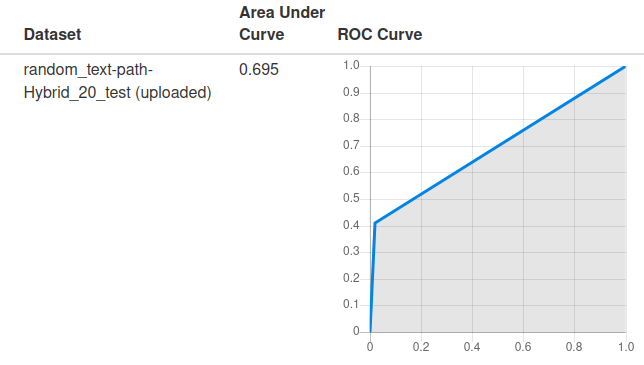 Dataset
Area Under
Curve
ROC Curve
random_text-path-
Hybrid_20_test (uploaded)
0.695
1.0
0.9
0.8
0.7
0.6
0.5
0.4
0.3
0.2
0.1
0
0 0.2 0.4 0.6 0.8 1.0